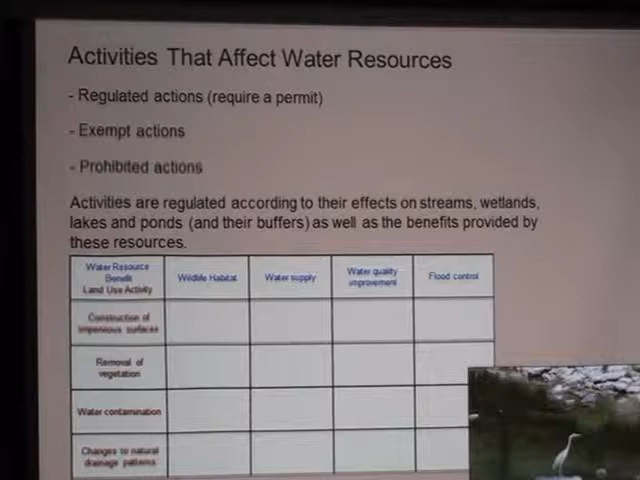 Activities That Affect Water Resources
- Regulated actions (require a permit)
- Exempt actions
- Prohibited actions
Activities are regulated according to their effects on streams, wetlands,
lakes and ponds (and their buffers) as well as the benefits provided by
these resources.
Water Resource
Benefit
Land Use Activity
Wildlife Habitat
Water supply
Water quality
improvement
Flood control
Construction of
impervious surfaces
Removal of
vegetation
Water contamination
Changes to natural
drainage patterns